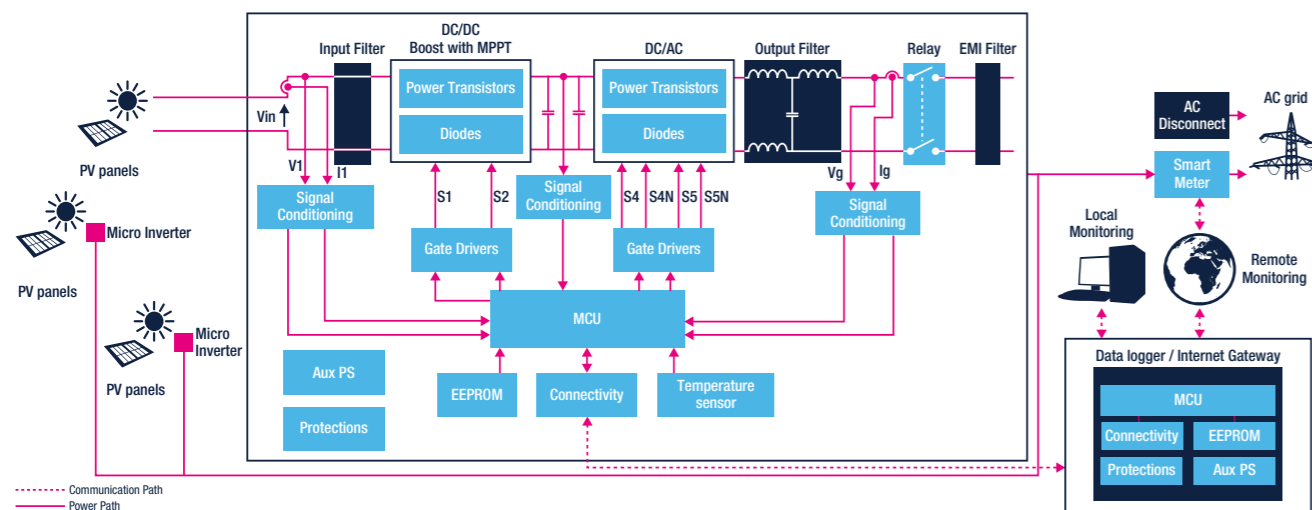 DC/DC
Boost with MPPT
Input Filter
DC/AC
Output Filter
Relay
EMI Filter
Power Transistors
Diodes
Power Transistors
Diodes
Vin
PV panels
V1
I1
S1
S2
S4
S4N
S5
S5N
Vg
Ig
Signal
Conditioning
Signal
Conditioning
Signal
Conditioning
Gate Drivers
Gate Drivers
MCU
Aux PS
Protections
EEPROM
Connectivity
Temperature
sensor
Micro Inverter
PV panels
Micro
Inverter
PV panels
AC
Disconnect
AC grid
Smart
Meter
Local
Monitoring
Remote
Monitoring
Data logger / Internet Gateway
MCU
Connectivity
EEPROM
Protections
Aux PS
Communication Path
Power Path